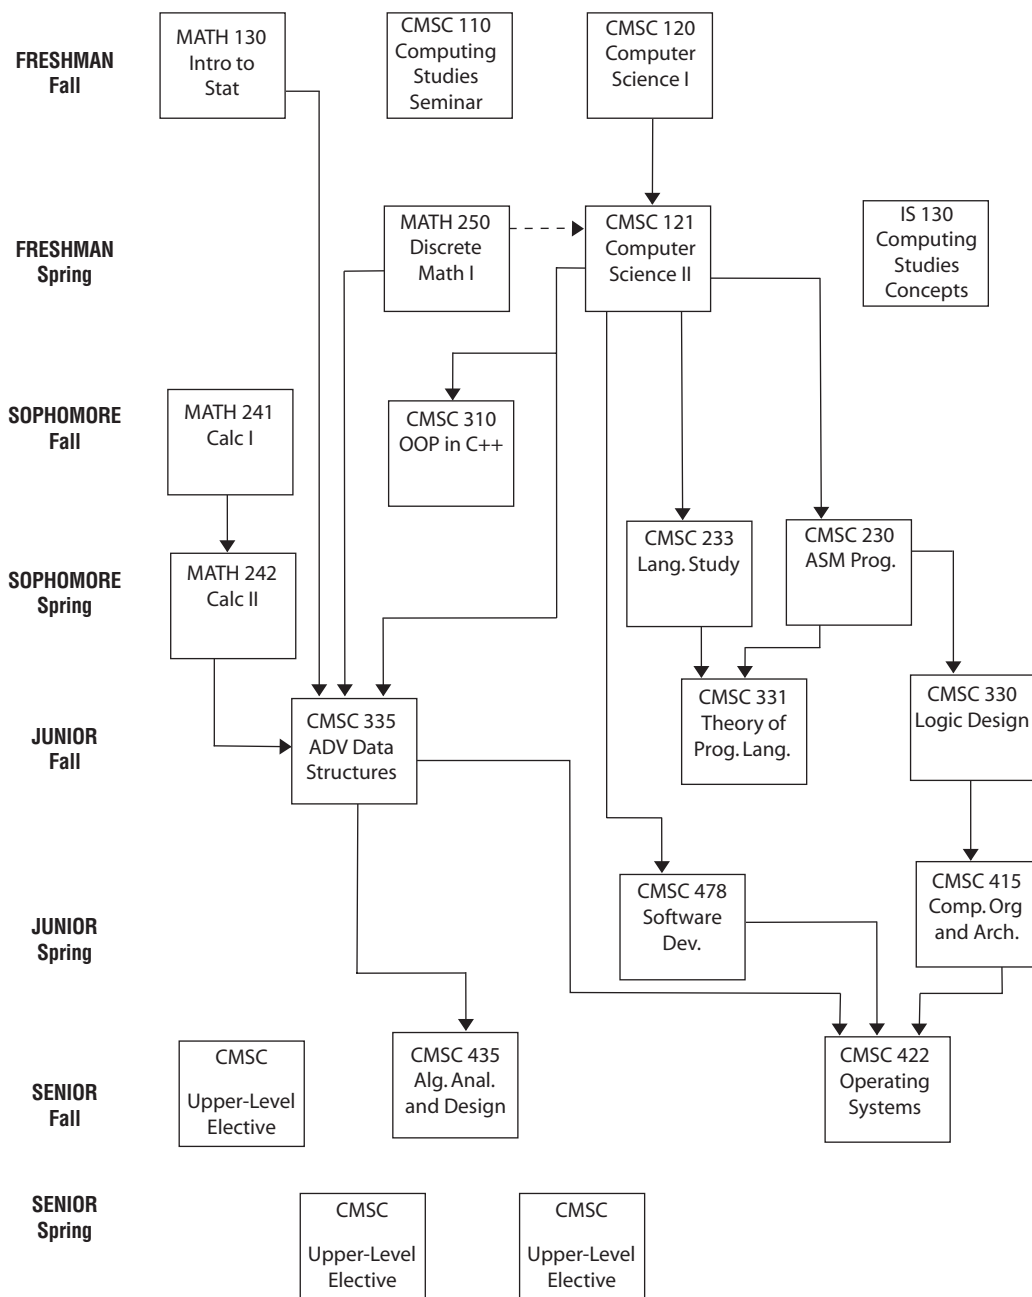 FRESHMAN
Fall
MATH 130
Intro to
Stat
CMSC 110
Computing
Studies
Seminar
CMSC 120
Computer
Science I
FRESHMAN
Spring
MATH 250
Discrete
Math I
CMSC 121
Computer
Science II
IS 130
Computing
Studies
Concepts
SOPHOMORE
Fall
MATH 241
Calc I
CMSC 310
OOP in C++
SOPHOMORE
Spring
MATH 242
Calc II
CMSC 233
Lang. Study
CMSC 230
ASM Prog.
JUNIOR
Fall
CMSC 335
ADV Data
Structures
CMSC 331
Theory of
Prog. Lang.
CMSC 330
Logic Design
JUNIOR
Spring
CMSC 478
Software
Dev.
CMSC 415
Comp. Org
and Arch.
SENIOR
Fall
CMSC
Upper-Level
Elective
CMSC 435
Alg. Anal.
and Design
CMSC 422
Operating
Systems
SENIOR
Spring
CMSC
Upper-Level
Elective
CMSC
Upper-Level
Elective